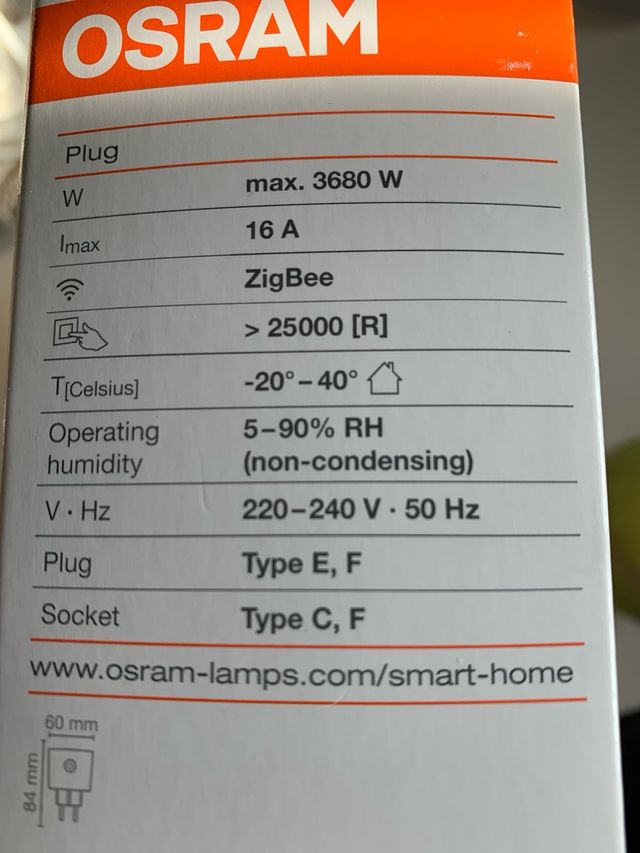 OSRAM
Plug
W max. 3680 W
Imax 16 A
ZigBee
> 25000 [R]
T[Celsius] -20° – 40°
Operating humidity 5–90% RH
(non-condensing)
V · Hz 220–240 V · 50 Hz
Plug Type E, F
Socket Type C, F
www.osram-lamps.com/smart-home
60 mm
84 mm